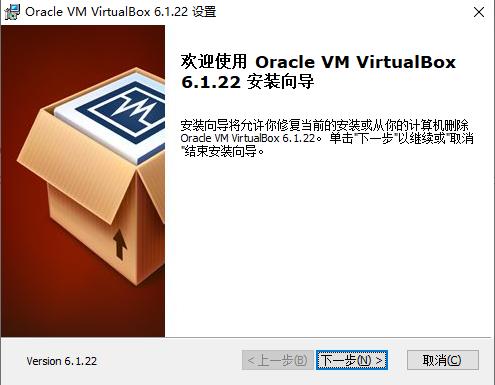 Oracle VM VirtualBox 6.1.22 设置
欢迎使用 Oracle VM VirtualBox
6.1.22 安装向导
安装向导将允许你修复当前的安装或从你的计算机删除
Oracle VM VirtualBox 6.1.22。单击"下一步"以继续或"取消
"结束安装向导。
Version 6.1.22
< 上一步(B) 下一步(N) > 取消(C)